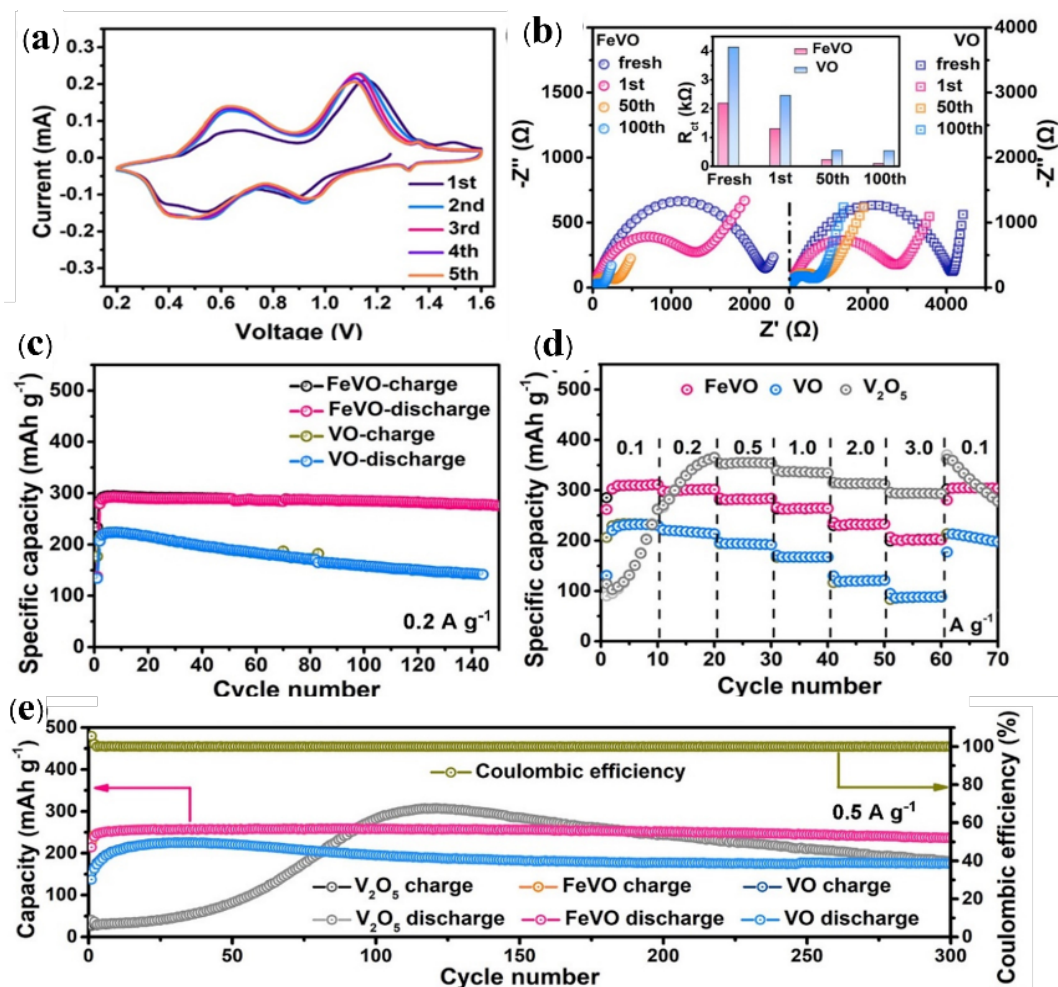 (a)
Current (mA)
0.3
0.2
0.1
0.0
-0.1
-0.2
-0.3
1st
2nd
3rd
4th
5th
0.2 0.4 0.6 0.8 1.0 1.2 1.4 1.6
Voltage (V)
(b)
-Z'' (Ω)
1500
1000
500
0
FeVO
fresh
1st
50th
100th
R_ct (kΩ)
4
3
2
1
0
FeVO
VO
Fresh 1st 50th 100th
VO
fresh
1st
50th
100th
4000
3000
2000
1000
0
-Z'' (Ω)
0 1000 2000 0 1000 2000 3000 4000
Z' (Ω)
(c)
Specific capacity (mAh g⁻¹)
500
400
300
200
100
0
FeVO-charge
FeVO-discharge
VO-charge
VO-discharge
0.2 A g⁻¹
0 20 40 60 80 100 120 140
Cycle number
(d)
Specific capacity (mAh g⁻¹)
500
400
300
200
100
0
FeVO VO V₂O₅
0.1 0.2 0.5 1.0 2.0 3.0 0.1
A g⁻¹
0 10 20 30 40 50 60 70
Cycle number
(e)
Capacity (mAh g⁻¹)
500
450
400
350
300
250
200
150
100
50
0
Coulombic efficiency
0.5 A g⁻¹
V₂O₅ charge FeVO charge VO charge
V₂O₅ discharge FeVO discharge VO discharge
100
80
60
40
20
0
Coulombic efficiency (%)
0 50 100 150 200 250 300
Cycle number